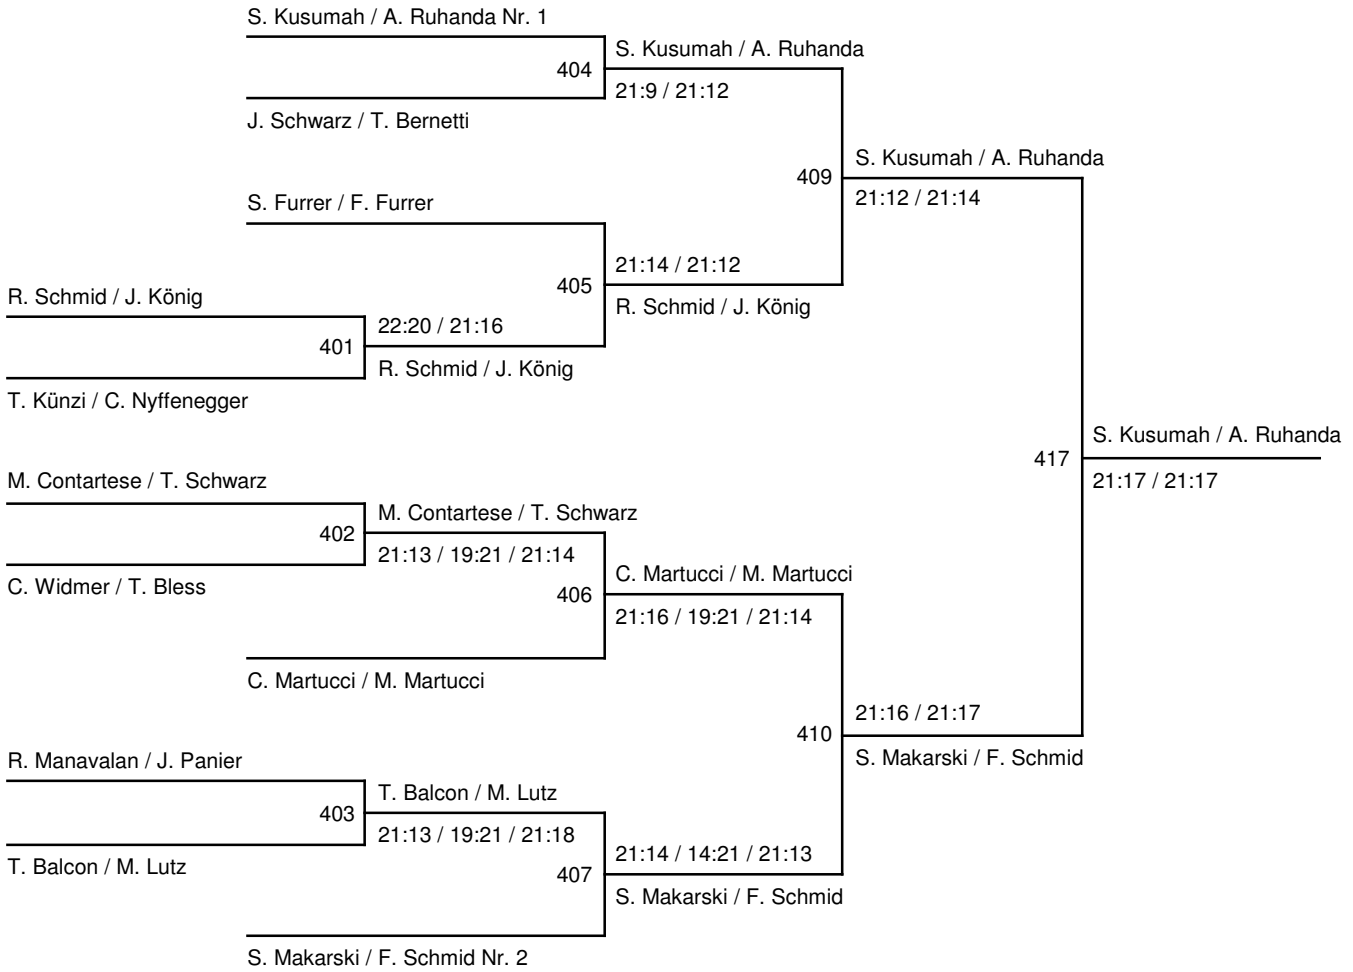 S. Kusumah / A. Ruhanda Nr. 1
S. Kusumah / A. Ruhanda
404
21:9 / 21:12
J. Schwarz / T. Bernetti
S. Kusumah / A. Ruhanda
409
21:12 / 21:14
S. Furrer / F. Furrer
21:14 / 21:12
405
R. Schmid / J. König
R. Schmid / J. König
22:20 / 21:16
401
R. Schmid / J. König
T. Künzi / C. Nyffenegger
S. Kusumah / A. Ruhanda
417
21:17 / 21:17
M. Contartese / T. Schwarz
M. Contartese / T. Schwarz
402
21:13 / 19:21 / 21:14
C. Widmer / T. Bless
C. Martucci / M. Martucci
406
21:16 / 19:21 / 21:14
C. Martucci / M. Martucci
21:16 / 21:17
410
S. Makarski / F. Schmid
R. Manavalan / J. Panier
T. Balcon / M. Lutz
403
21:13 / 19:21 / 21:18
T. Balcon / M. Lutz
21:14 / 14:21 / 21:13
407
S. Makarski / F. Schmid
S. Makarski / F. Schmid Nr. 2